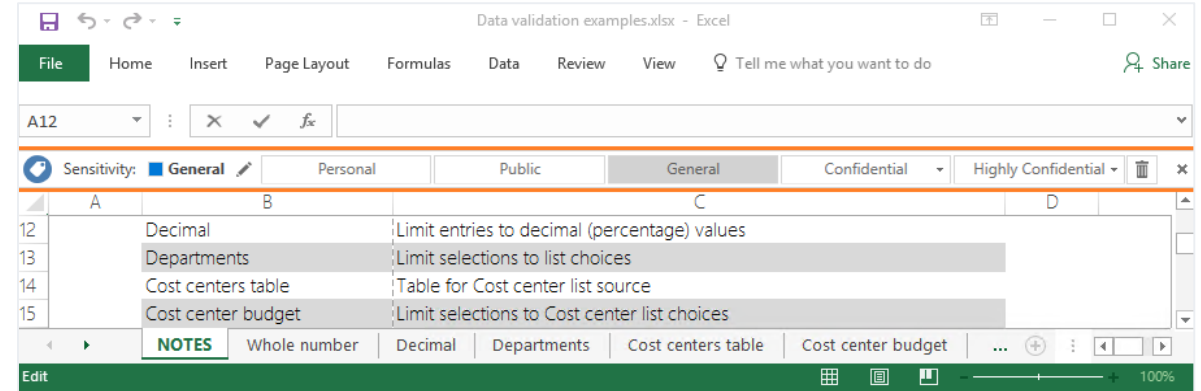 Data validation examples.xlsx - Excel
File Home Insert Page Layout Formulas Data Review View Tell me what you want to do Share
A12 fx
Sensitivity: General Personal Public General Confidential Highly Confidential
A B C D
12 Decimal Limit entries to decimal (percentage) values
13 Departments Limit selections to list choices
14 Cost centers table Table for Cost center list source
15 Cost center budget Limit selections to Cost center list choices
NOTES Whole number Decimal Departments Cost centers table Cost center budget ...
Edit 100%